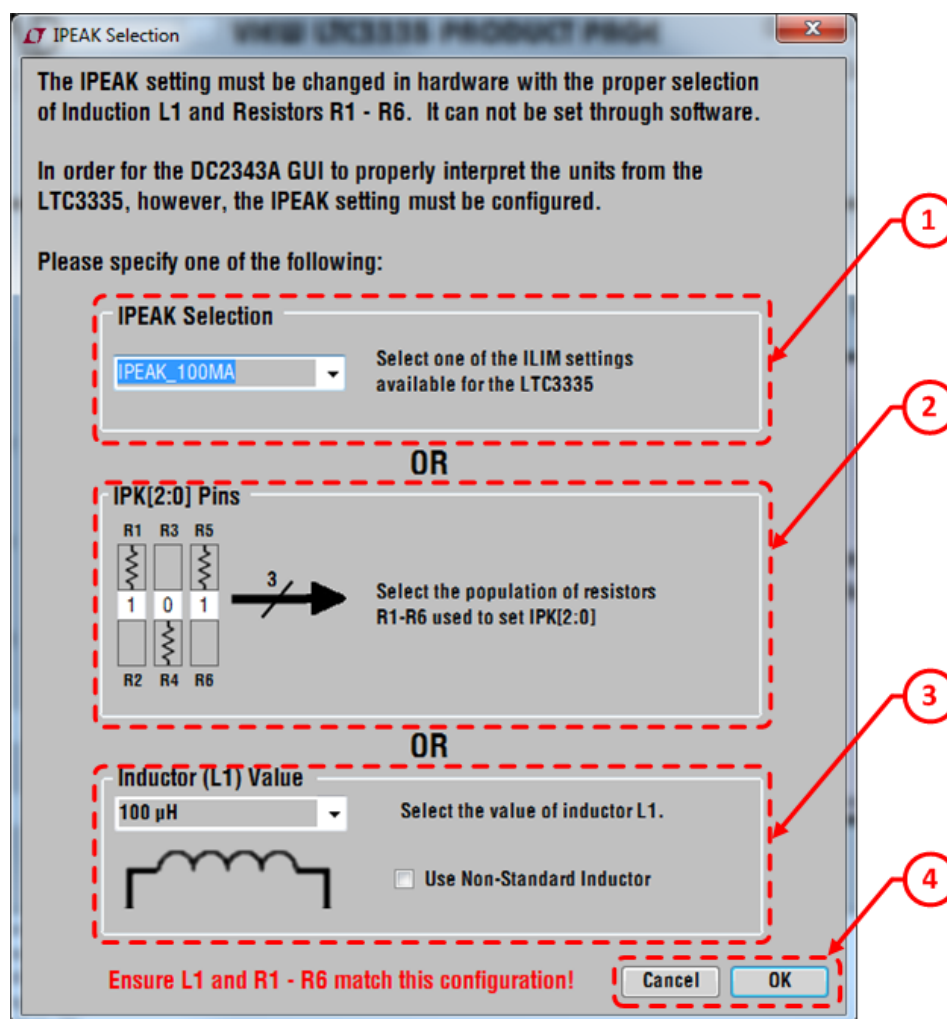 IPEAK Selection
VIEW LTC3335 PRODUCT PAGE
The IPEAK setting must be changed in hardware with the proper selection
of Induction L1 and Resistors R1 - R6. It can not be set through software.
In order for the DC2343A GUI to properly interpret the units from the
LTC3335, however, the IPEAK setting must be configured.
Please specify one of the following:
1
IPEAK Selection
IPEAK_100MA
Select one of the ILIM settings
available for the LTC3335
OR
2
IPK[2:0] Pins
R1 R3 R5
1 0 1
3
R2 R4 R6
Select the population of resistors
R1-R6 used to set IPK[2:0]
OR
3
Inductor (L1) Value
100 µH
Select the value of inductor L1.
Use Non-Standard Inductor
4
Ensure L1 and R1 - R6 match this configuration!
Cancel
OK